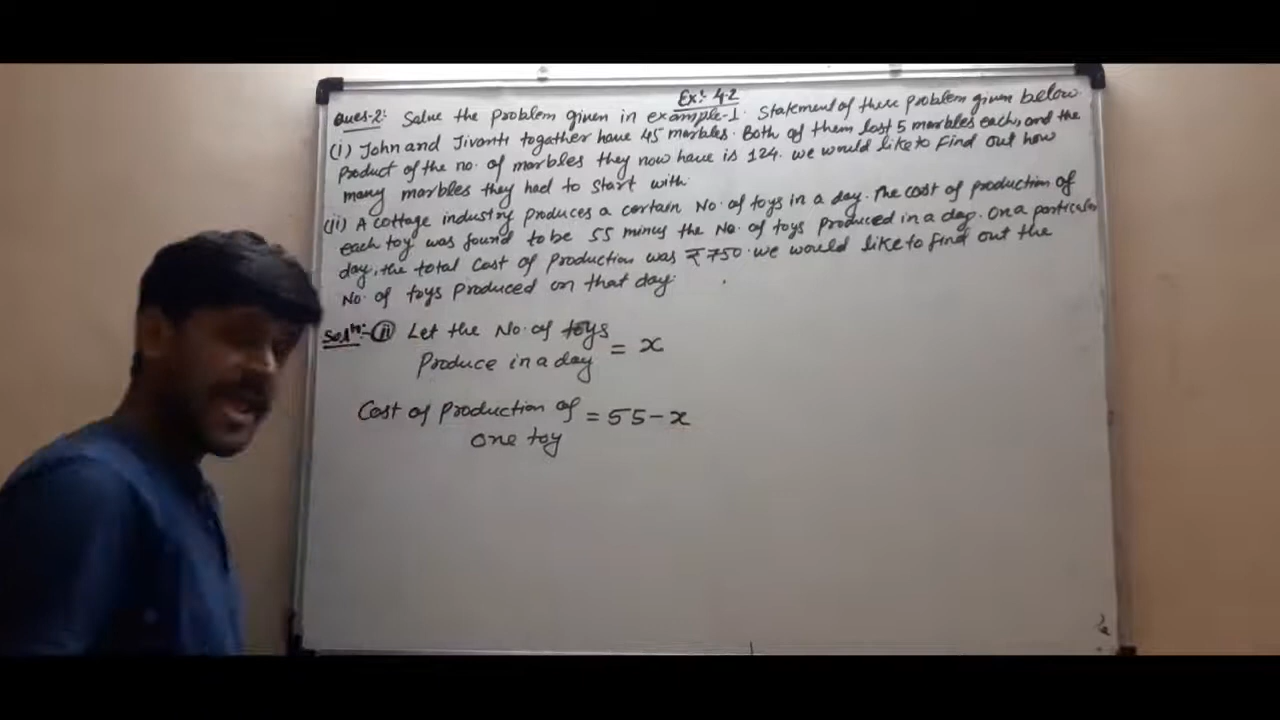 Ex:- 4.2
Ques-2: Solve the problem given in example-1. Statement of these problem given below
(i) John and Jivanti togather have 45 marbles. Both of them lost 5 marbles each, and the
product of the no. of marbles they now have is 124. we would like to Find out how
many marbles they had to start with.
(ii) A cottage industry produces a certain No. of toys in a day. The cost of production of
each toy was found to be 55 minus the No. of toys produced in a day. On a particular
day, the total cost of production was ₹750. we would like to find out the
No. of toys produced on that day.
Solⁿ:- (ii) Let the No. of toys
Produce in a day = x
Cost of production of = 55 - x
one toy